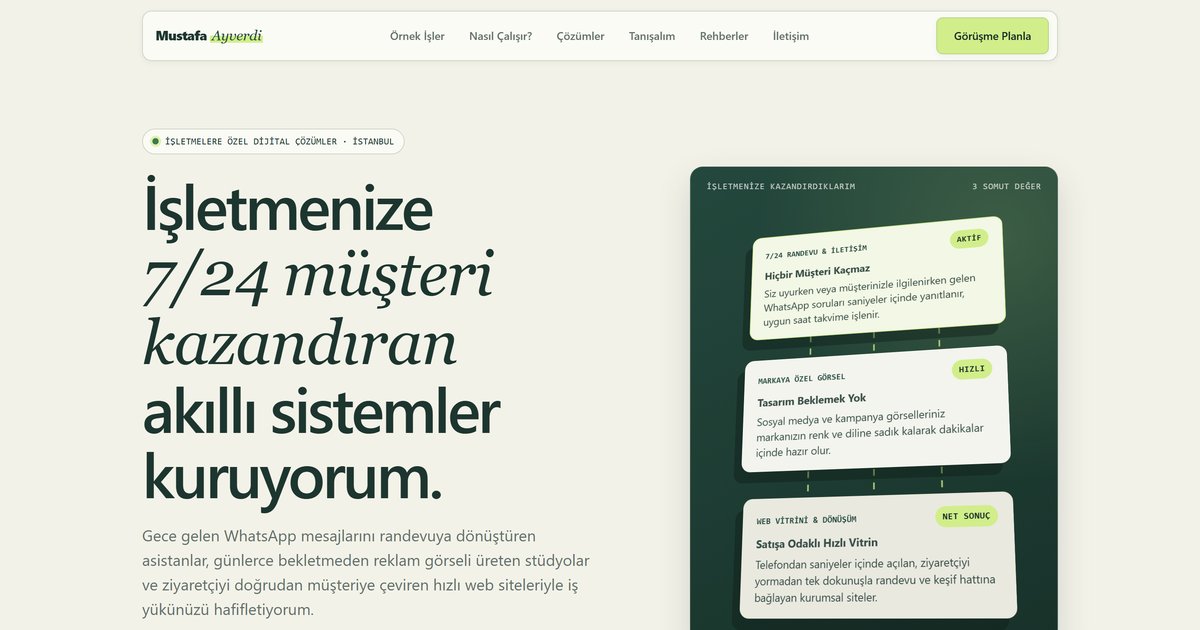 Mustafa Ayverdi
Örnek İşler
Nasıl Çalışır?
Çözümler
Tanışalım
Rehberler
İletişim
Görüşme Planla
İŞLETMELERE ÖZEL DİJİTAL ÇÖZÜMLER · İSTANBUL
İşletmenize
7/24 müşteri
kazandıran
akıllı sistemler
kuruyorum.
Gece gelen WhatsApp mesajlarını randevuya dönüştüren
asistanlar, günlerce bekletmeden reklam görseli üreten stüdyolar
ve ziyaretçiyi doğrudan müşteriye çeviren hızlı web siteleriyle iş
yükünüzü hafifletiyorum.
İŞLETMENİZE KAZANDIRDIKLARIM
3 SOMUT DEĞER
7/24 RANDEVU & İLETİŞİM
AKTİF
Hiçbir Müşteri Kaçmaz
Siz uyurken veya müşterinizle ilgilenirken gelen
WhatsApp soruları saniyeler içinde yanıtlanır,
uygun saat takvime işlenir.
MARKAYA ÖZEL GÖRSEL
HIZLI
Tasarım Beklemek Yok
Sosyal medya ve kampanya görselleriniz
markanızın renk ve diline sadık kalarak dakikalar
içinde hazır olur.
WEB VİTRİNİ & DÖNÜŞÜM
NET SONUÇ
Satışa Odaklı Hızlı Vitrin
Telefondan saniyeler içinde açılan, ziyaretçiyi
yormadan tek dokunuşla randevu ve keşif hattına
bağlayan kurumsal siteler.